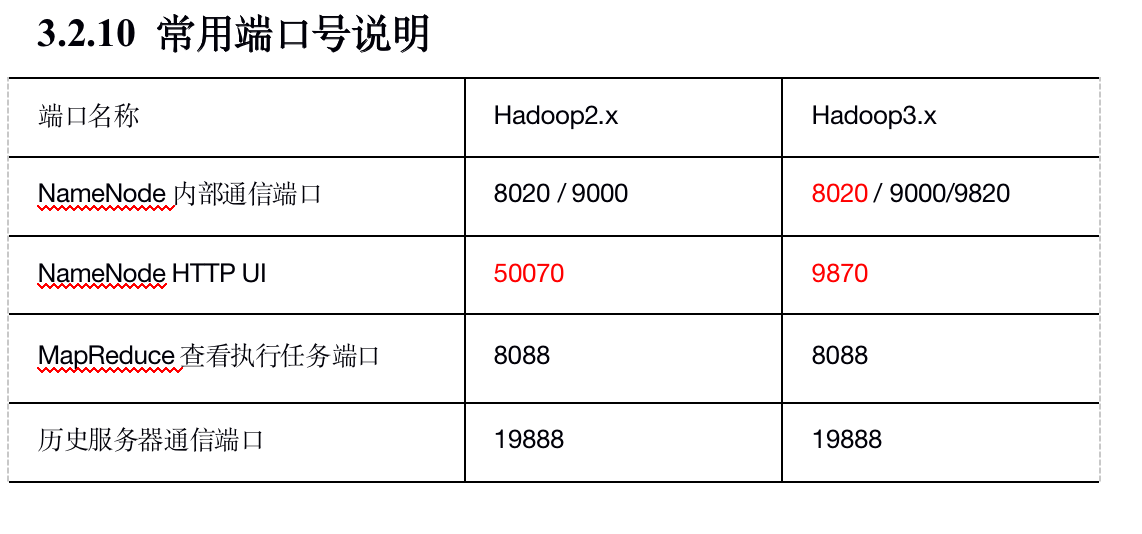 3.2.10 常用端口号说明
端口名称 Hadoop2.x Hadoop3.x
NameNode 内部通信端口 8020 / 9000 8020 / 9000/9820
NameNode HTTP UI 50070 9870
MapReduce 查看执行任务端口 8088 8088
历史服务器通信端口 19888 19888